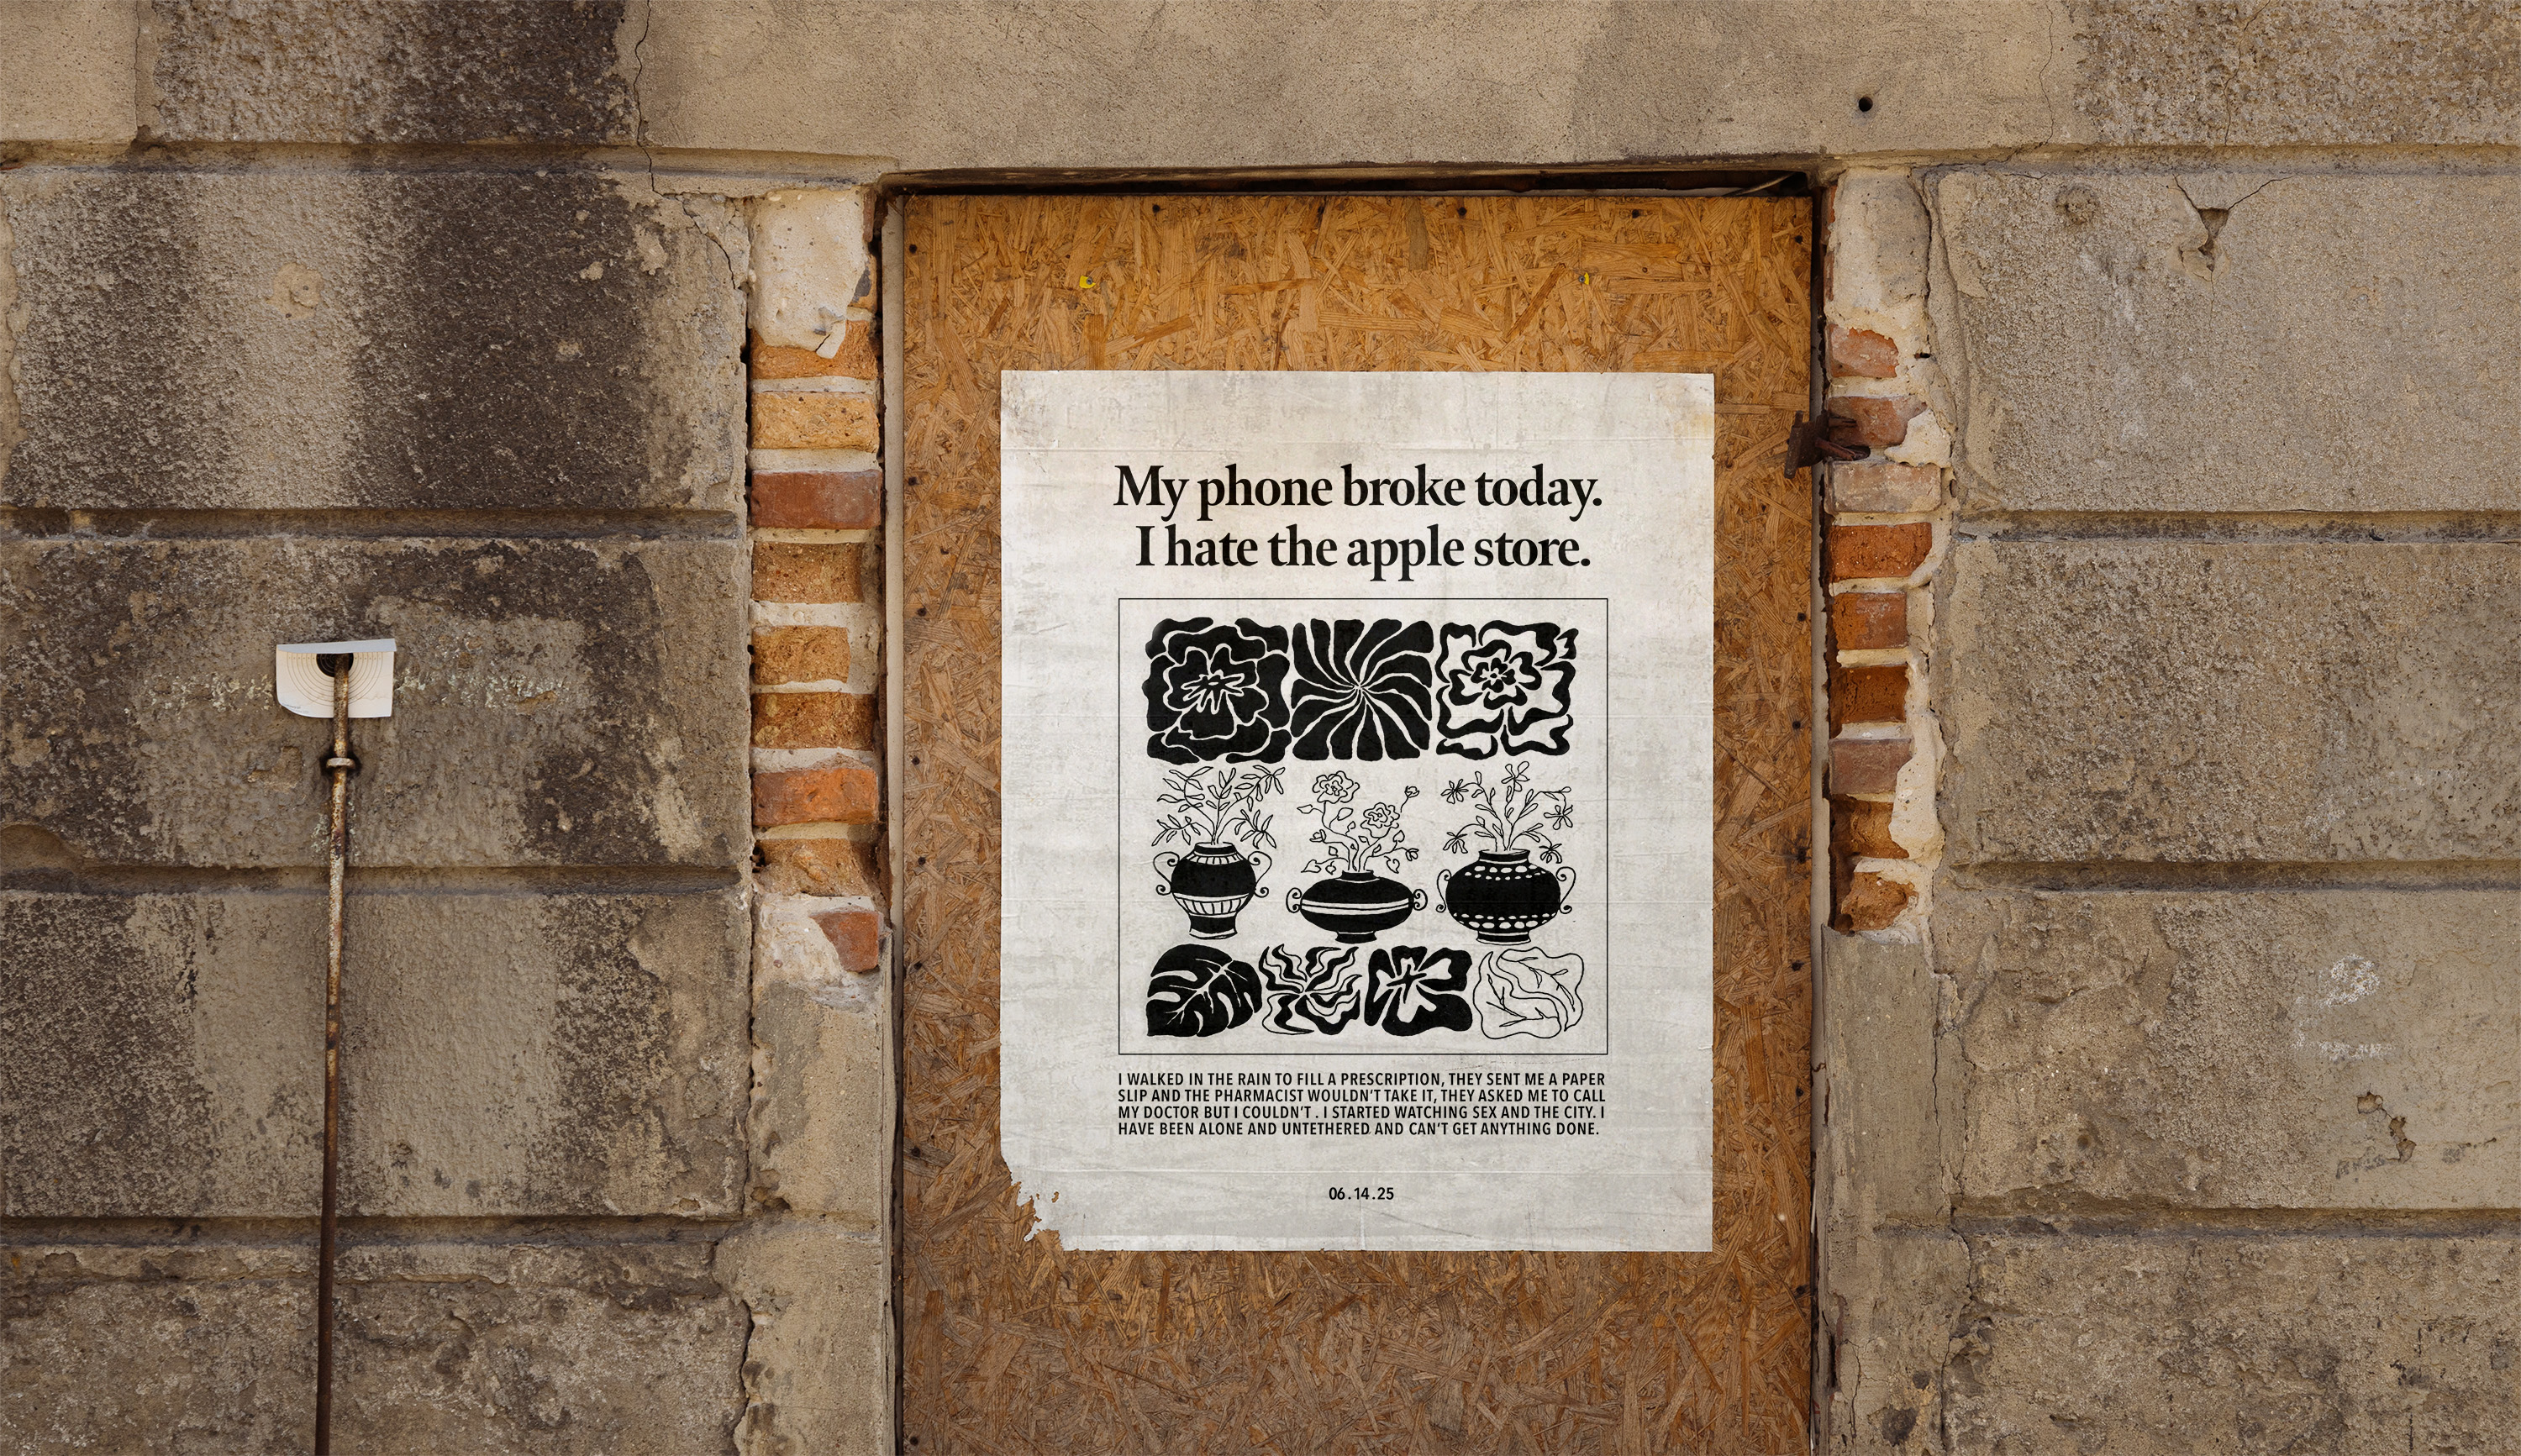 My phone broke today.
I hate the apple store.
I WALKED IN THE RAIN TO FILL A PRESCRIPTION, THEY SENT ME A PAPER
SLIP AND THE PHARMACIST WOULDN'T TAKE IT, THEY ASKED ME TO CALL
MY DOCTOR BUT I COULDN'T . I STARTED WATCHING SEX AND THE CITY. I
HAVE BEEN ALONE AND UNTETHERED AND CAN'T GET ANYTHING DONE.
06.14.25